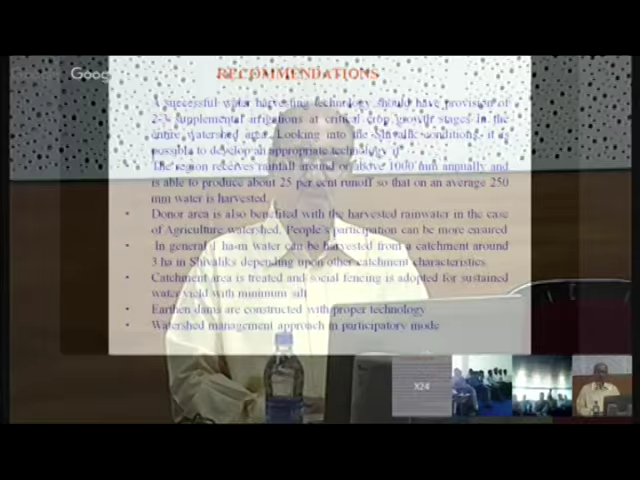 Google Goog
RECOMMENDATIONS
A successful water harvesting technology should have provision of
2-3 supplemental irrigations at critical crop growth stages in the
entire watershed area. Looking into the Shivalik conditions, it is
possible to develop an appropriate technology if
The region receives rainfall around or above 1000 mm annually and
is able to produce about 25 per cent runoff so that on an average 250
mm water is harvested.
• Donor area is also benefited with the harvested rainwater in the case
of Agriculture watershed. People's participation can be more ensured
• In general 1 ha-m water can be harvested from a catchment around
3 ha in Shivaliks depending upon other catchment characteristics.
• Catchment area is treated and social fencing is adopted for sustained
water yield with minimum silt
• Earthen dams are constructed with proper technology
• Watershed management approach in participatory mode
X24